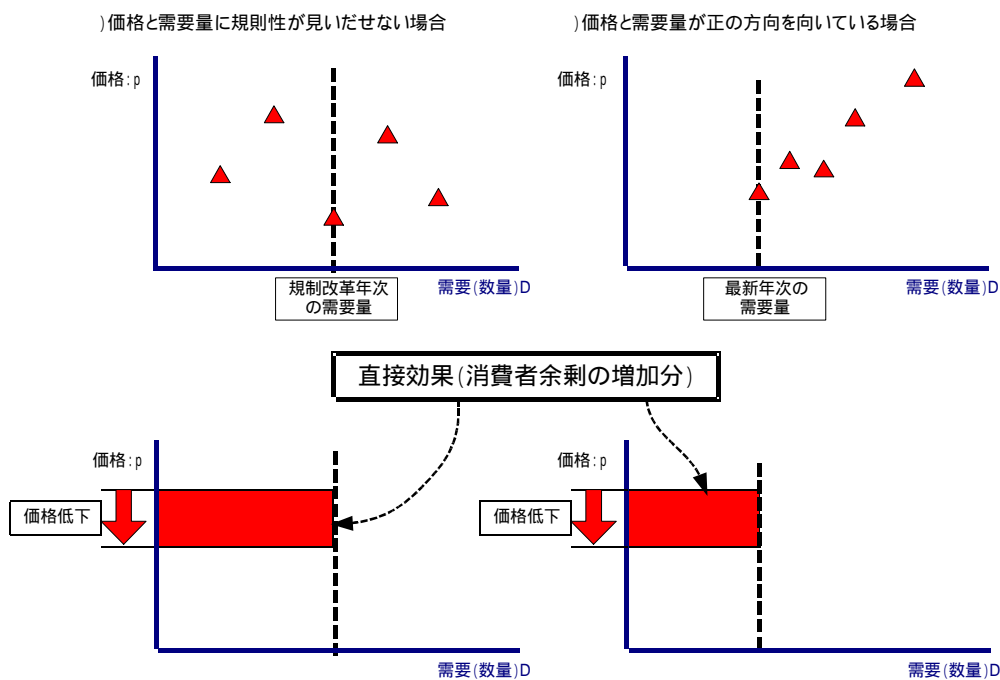 )価格と需要量に規則性が見いだせない場合
)価格と需要量が正の方向を向いている場合
価格:p
価格:p
規制改革年次
の需要量
需要(数量)D
最新年次の
需要量
需要(数量)D
直接効果(消費者余剰の増加分)
価格:p
価格:p
価格低下
価格低下
需要(数量)D
需要(数量)D